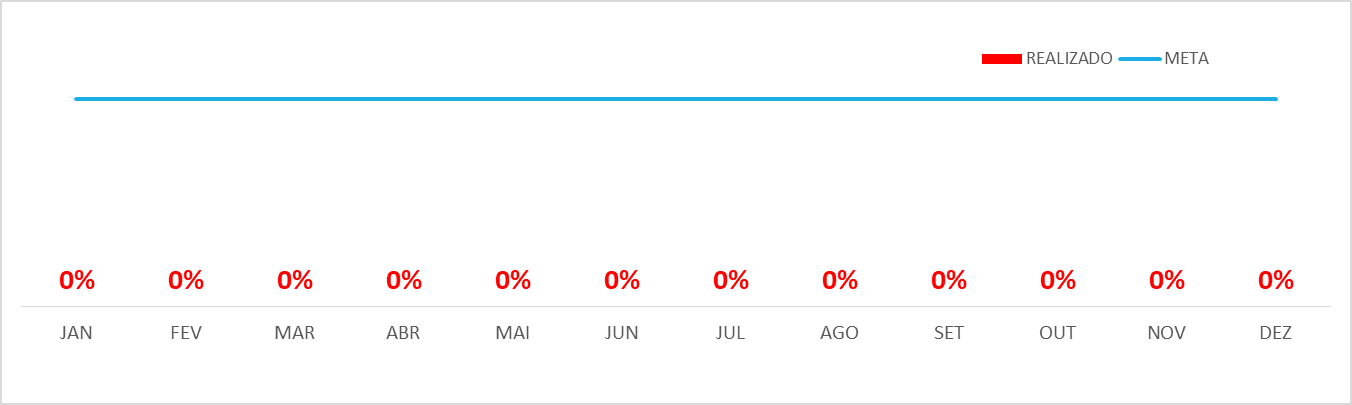 REALIZADO META
0% 0% 0% 0% 0% 0% 0% 0% 0% 0% 0% 0%
JAN FEV MAR ABR MAI JUN JUL AGO SET OUT NOV DEZ